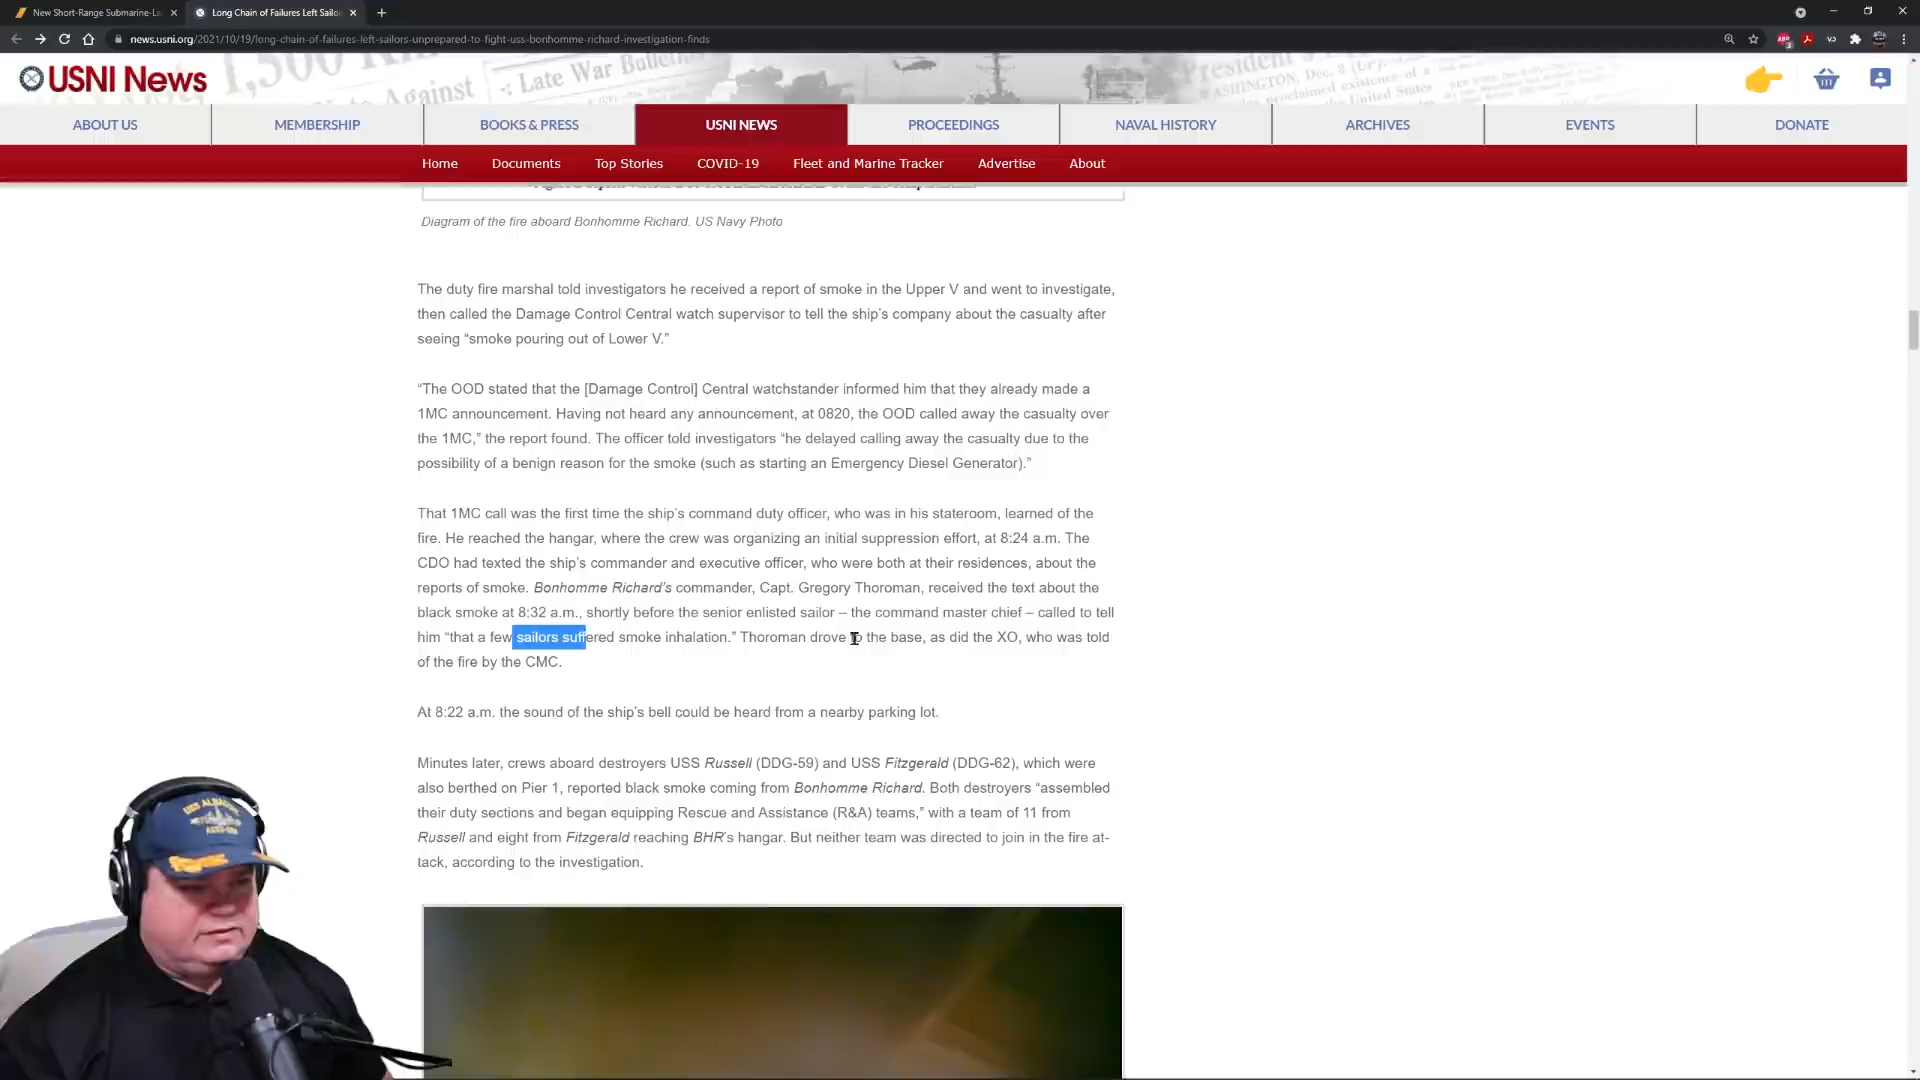 New Short-Range Submarine-La
Long Chain of Failures Left Sailo
news.usni.org/2021/10/19/long-chain-of-failures-left-sailors-unprepared-to-fight-uss-bonhomme-richard-investigation-finds
USNI News
Late War Bulletins
ABOUT US
MEMBERSHIP
BOOKS & PRESS
USNI NEWS
PROCEEDINGS
NAVAL HISTORY
ARCHIVES
EVENTS
DONATE
Home
Documents
Top Stories
COVID-19
Fleet and Marine Tracker
Advertise
About
Diagram of the fire aboard Bonhomme Richard. US Navy Photo
The duty fire marshal told investigators he received a report of smoke in the Upper V and went to investigate,
then called the Damage Control Central watch supervisor to tell the ship’s company about the casualty after
seeing “smoke pouring out of Lower V.”
“The OOD stated that the [Damage Control] Central watchstander informed him that they already made a
1MC announcement. Having not heard any announcement, at 0820, the OOD called away the casualty over
the 1MC,” the report found. The officer told investigators “he delayed calling away the casualty due to the
possibility of a benign reason for the smoke (such as starting an Emergency Diesel Generator).”
That 1MC call was the first time the ship’s command duty officer, who was in his stateroom, learned of the
fire. He reached the hangar, where the crew was organizing an initial suppression effort, at 8:24 a.m. The
CDO had texted the ship’s commander and executive officer, who were both at their residences, about the
reports of smoke. Bonhomme Richard’s commander, Capt. Gregory Thoroman, received the text about the
black smoke at 8:32 a.m., shortly before the senior enlisted sailor – the command master chief – called to tell
him “that a few sailors suffered smoke inhalation.” Thoroman drove to the base, as did the XO, who was told
of the fire by the CMC.
At 8:22 a.m. the sound of the ship’s bell could be heard from a nearby parking lot.
Minutes later, crews aboard destroyers USS Russell (DDG-59) and USS Fitzgerald (DDG-62), which were
also berthed on Pier 1, reported black smoke coming from Bonhomme Richard. Both destroyers “assembled
their duty sections and began equipping Rescue and Assistance (R&A) teams,” with a team of 11 from
Russell and eight from Fitzgerald reaching BHR’s hangar. But neither team was directed to join in the fire at-
tack, according to the investigation.